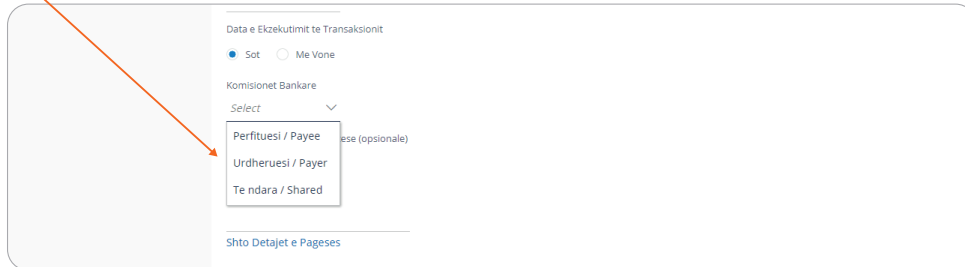 Data e Ekzekutimit te Transaksionit
Sot Me Vone
Komisionet Bankare
Select
Perfituesi / Payee
ese (opsionale)
Urdheruesi / Payer
Te ndara / Shared
Shto Detajet e Pageses